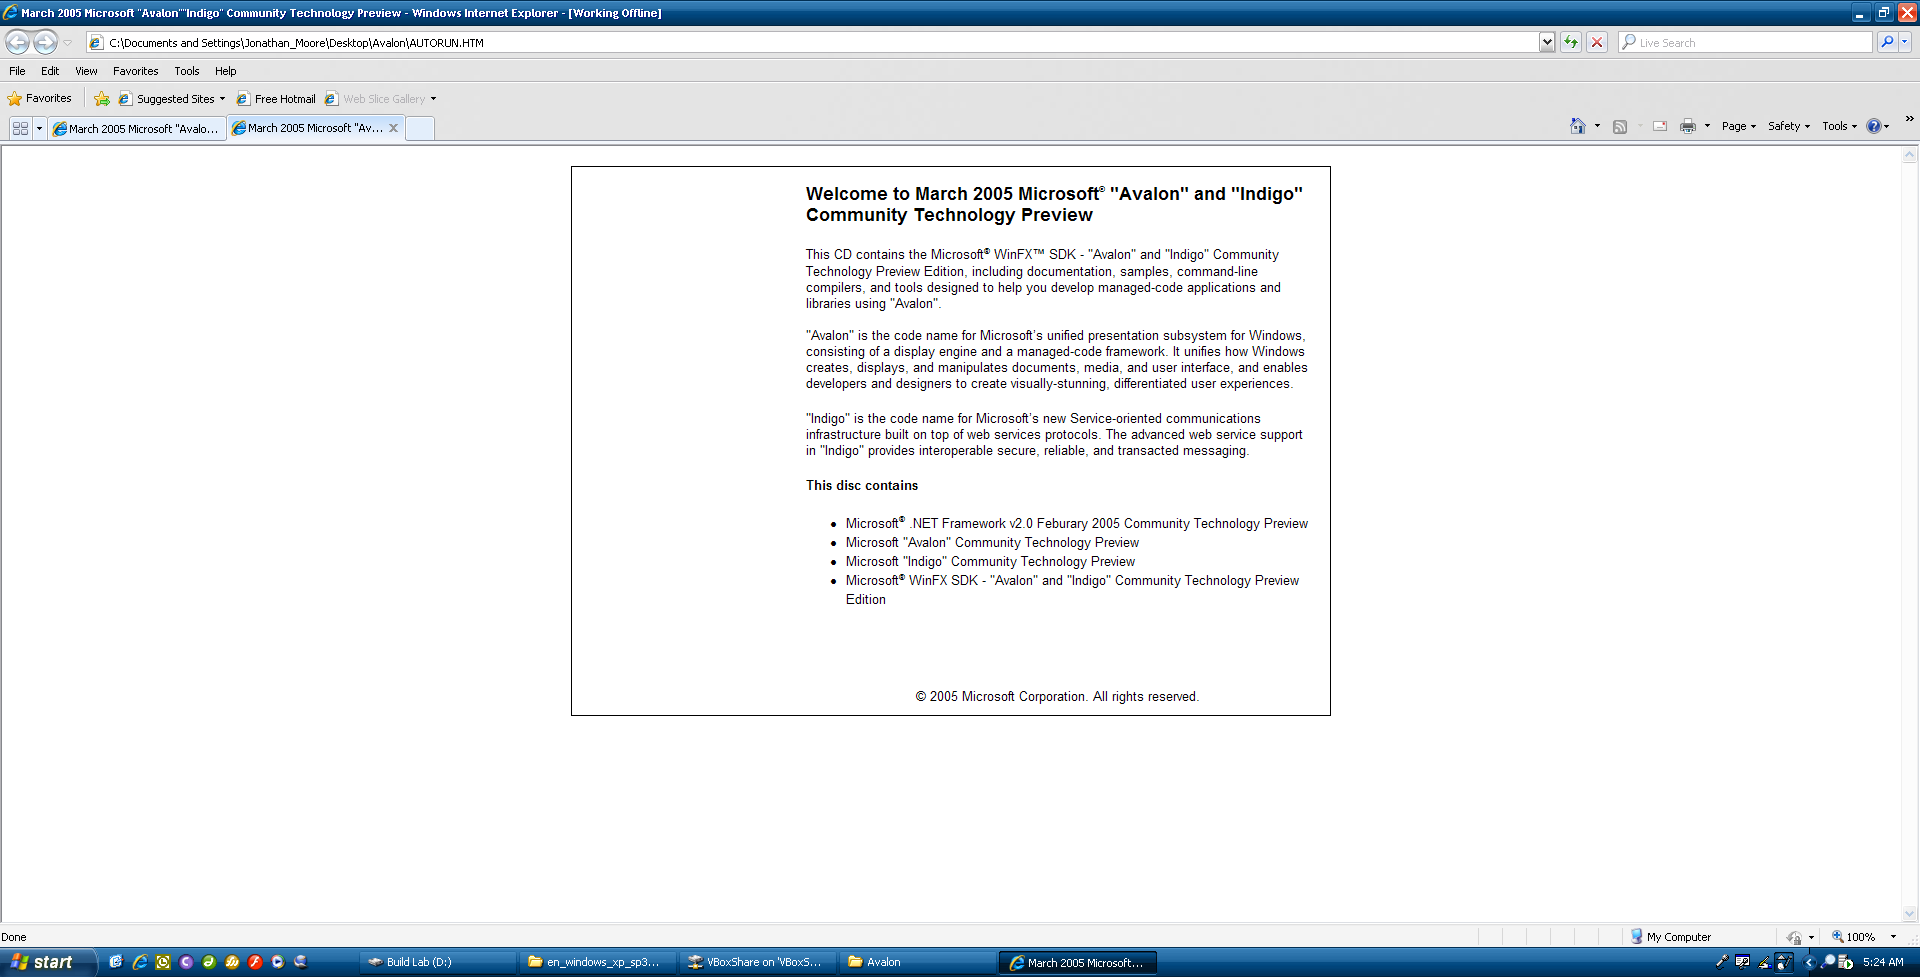 March 2005 Microsoft "Avalon""Indigo" Community Technology Preview - Windows Internet Explorer - [Working Offline]
C:\Documents and Settings\Jonathan_Moore\Desktop\Avalon\AUTORUN.HTM
Live Search
File Edit View Favorites Tools Help
Favorites Suggested Sites Free Hotmail Web Slice Gallery
March 2005 Microsoft "Avalo... March 2005 Microsoft "Av... Page Safety Tools
Welcome to March 2005 Microsoft® "Avalon" and "Indigo"
Community Technology Preview
This CD contains the Microsoft® WinFX™ SDK - "Avalon" and "Indigo" Community
Technology Preview Edition, including documentation, samples, command-line
compilers, and tools designed to help you develop managed-code applications and
libraries using "Avalon".
"Avalon" is the code name for Microsoft's unified presentation subsystem for Windows,
consisting of a display engine and a managed-code framework. It unifies how Windows
creates, displays, and manipulates documents, media, and user interface, and enables
developers and designers to create visually-stunning, differentiated user experiences.
"Indigo" is the code name for Microsoft's new Service-oriented communications
infrastructure built on top of web services protocols. The advanced web service support
in "Indigo" provides interoperable secure, reliable, and transacted messaging.
This disc contains
• Microsoft® .NET Framework v2.0 Feburary 2005 Community Technology Preview
• Microsoft "Avalon" Community Technology Preview
• Microsoft "Indigo" Community Technology Preview
• Microsoft® WinFX SDK - "Avalon" and "Indigo" Community Technology Preview
Edition
© 2005 Microsoft Corporation. All rights reserved.
Done My Computer 100%
start Build Lab (D:) en_windows_xp_sp3... VBoxShare on 'VBoxS... Avalon March 2005 Microsoft... 5:24 AM